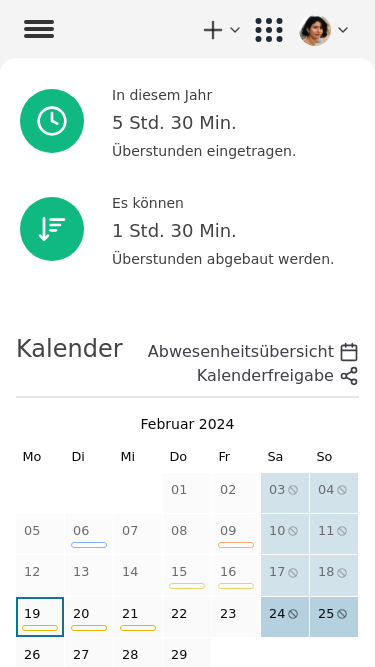 In diesem Jahr
5 Std. 30 Min.
Überstunden eingetragen.
Es können
1 Std. 30 Min.
Überstunden abgebaut werden.
Kalender
Abwesenheitsübersicht
Kalenderfreigabe
Februar 2024
Mo Di Mi Do Fr Sa So
01 02 03 04
05 06 07 08 09 10 11
12 13 14 15 16 17 18
19 20 21 22 23 24 25
26 27 28 29